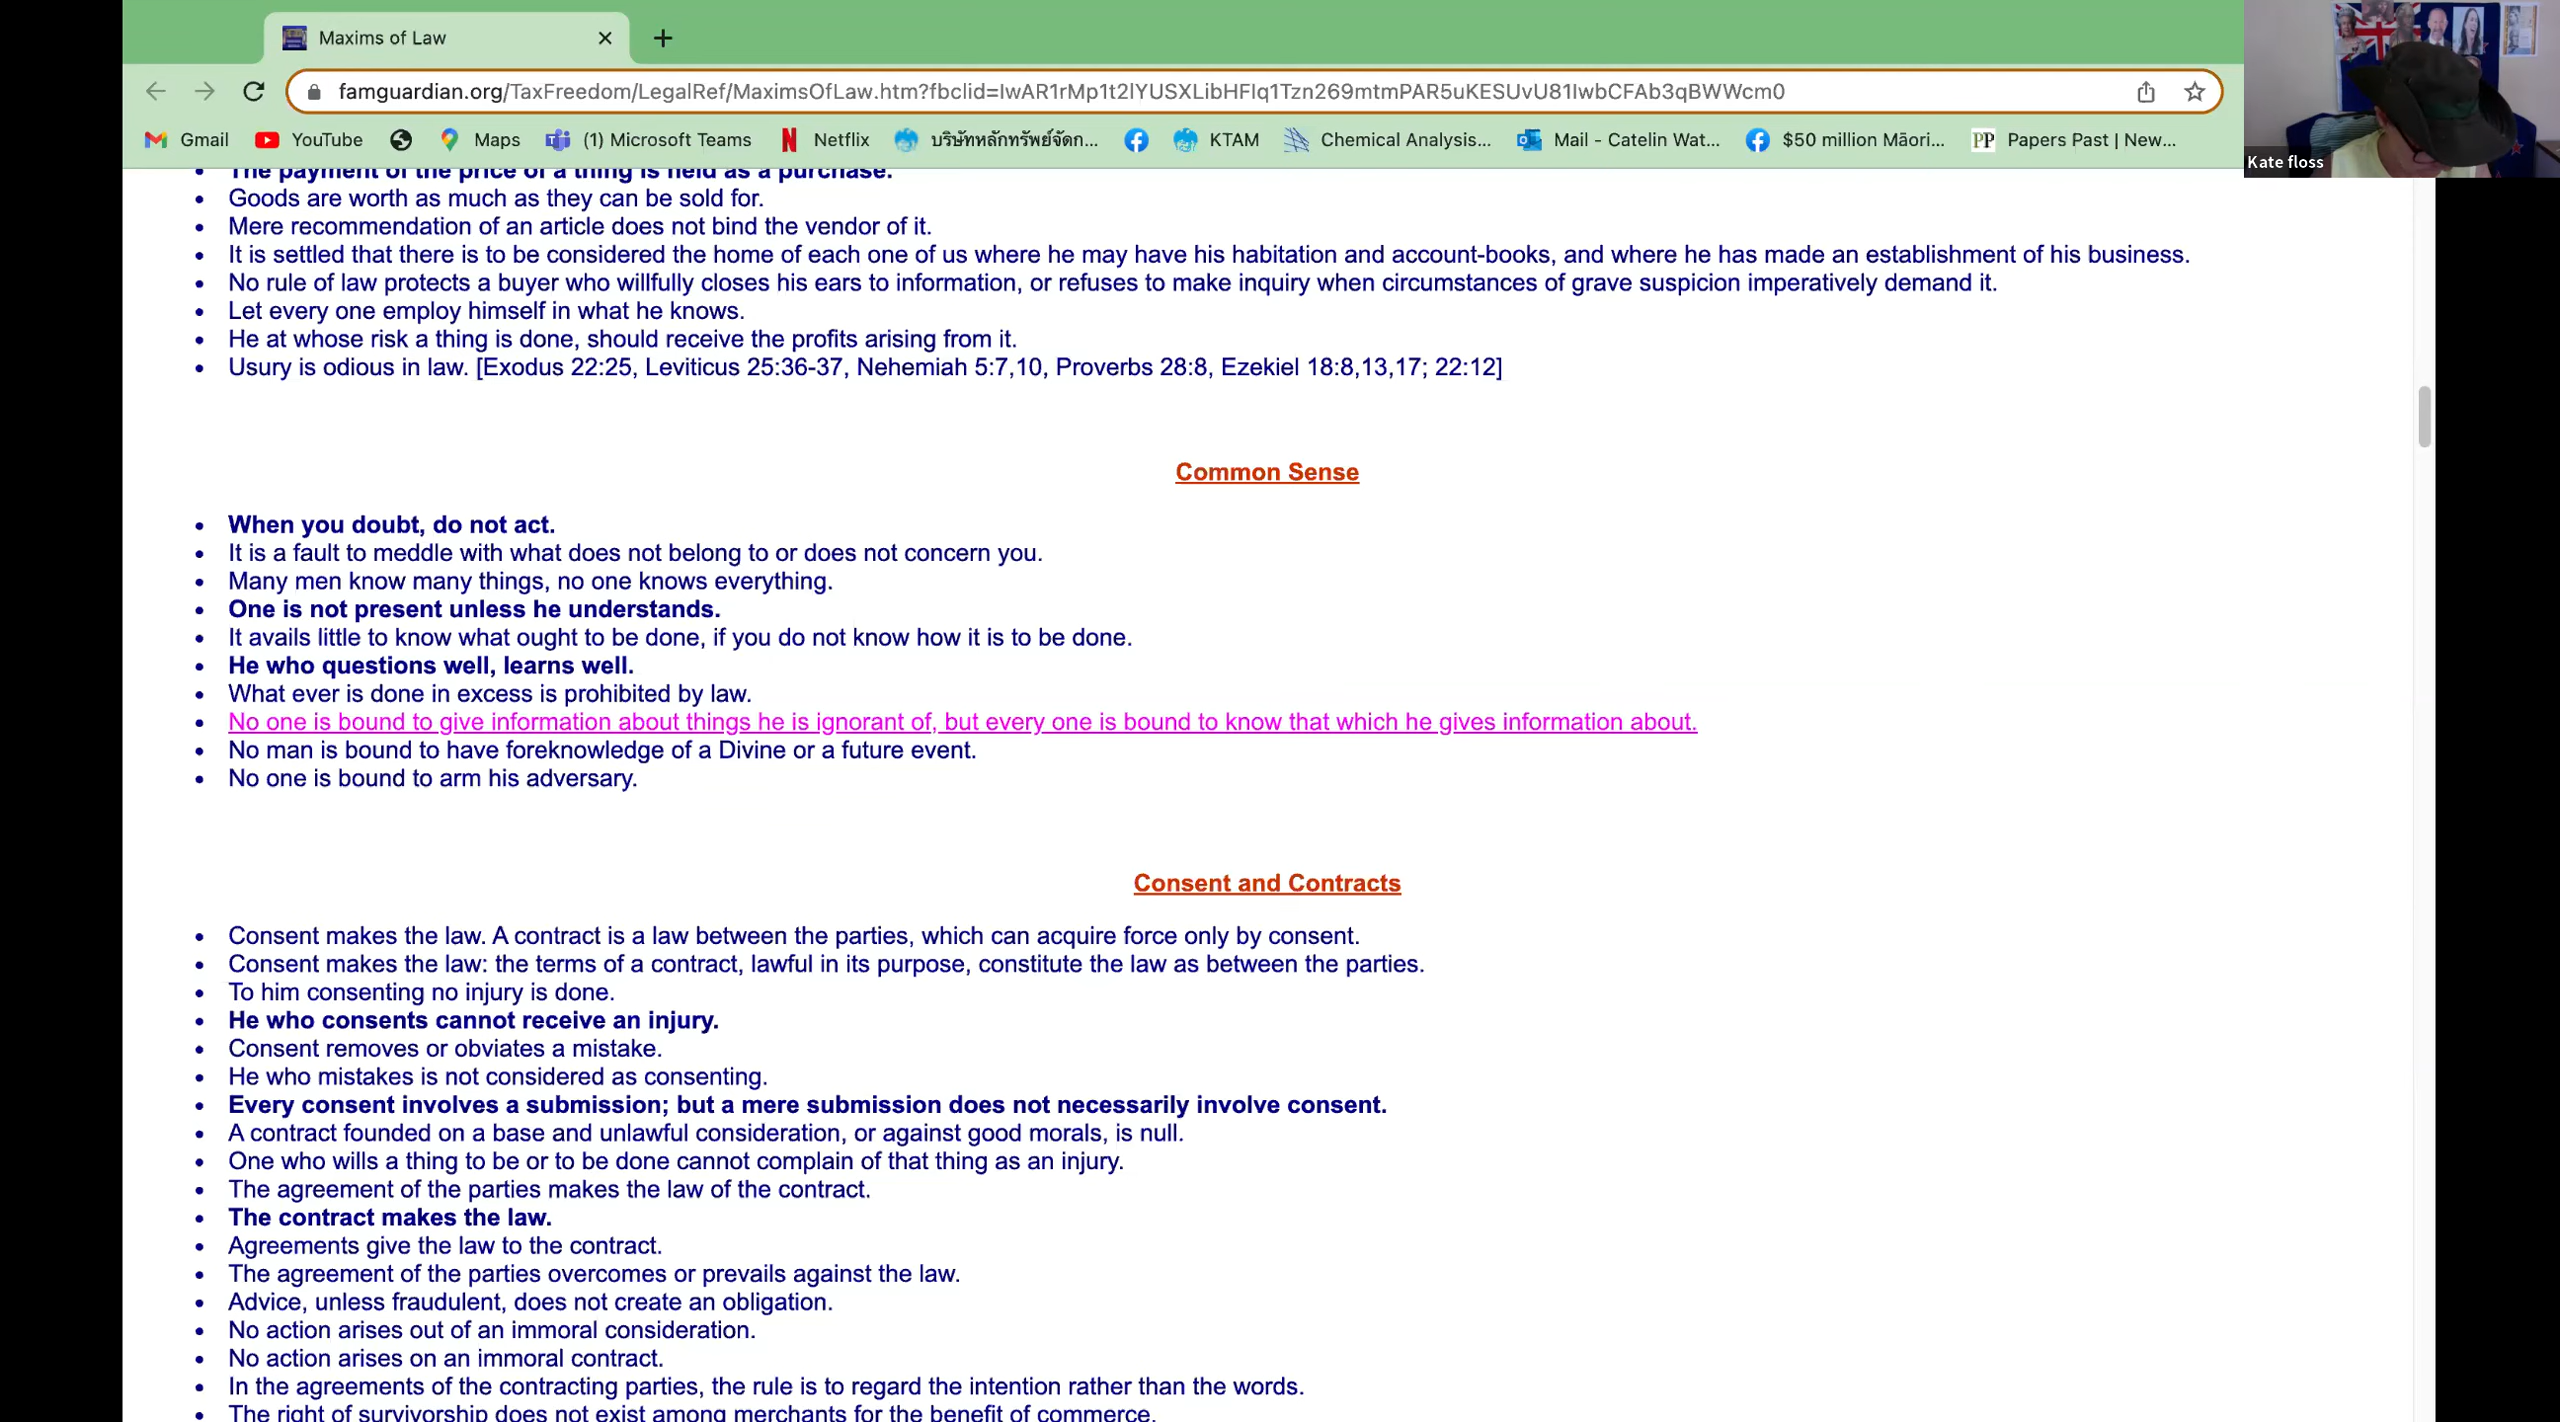 Maxims of Law
famguardian.org/TaxFreedom/LegalRef/MaximsOfLaw.htm?fbclid=IwAR1rMp1t2lYUSXLibHFlq1Tzn269mtmPAR5uKESUvU81IwbCFAb3qBWWcm0
Gmail YouTube Maps (1) Microsoft Teams Netflix บริษัทหลักทรัพย์จัดก... KTAM Chemical Analysis... Mail - Catelin Wat... $50 million Māori... PP Papers Past | New...
Kate floss
The payment of the price of a thing is held as a purchase.
• Goods are worth as much as they can be sold for.
• Mere recommendation of an article does not bind the vendor of it.
• It is settled that there is to be considered the home of each one of us where he may have his habitation and account-books, and where he has made an establishment of his business.
• No rule of law protects a buyer who willfully closes his ears to information, or refuses to make inquiry when circumstances of grave suspicion imperatively demand it.
• Let every one employ himself in what he knows.
• He at whose risk a thing is done, should receive the profits arising from it.
• Usury is odious in law. [Exodus 22:25, Leviticus 25:36-37, Nehemiah 5:7,10, Proverbs 28:8, Ezekiel 18:8,13,17; 22:12]
Common Sense
• When you doubt, do not act.
• It is a fault to meddle with what does not belong to or does not concern you.
• Many men know many things, no one knows everything.
• One is not present unless he understands.
• It avails little to know what ought to be done, if you do not know how it is to be done.
• He who questions well, learns well.
• What ever is done in excess is prohibited by law.
• No one is bound to give information about things he is ignorant of, but every one is bound to know that which he gives information about.
• No man is bound to have foreknowledge of a Divine or a future event.
• No one is bound to arm his adversary.
Consent and Contracts
• Consent makes the law. A contract is a law between the parties, which can acquire force only by consent.
• Consent makes the law: the terms of a contract, lawful in its purpose, constitute the law as between the parties.
• To him consenting no injury is done.
• He who consents cannot receive an injury.
• Consent removes or obviates a mistake.
• He who mistakes is not considered as consenting.
• Every consent involves a submission; but a mere submission does not necessarily involve consent.
• A contract founded on a base and unlawful consideration, or against good morals, is null.
• One who wills a thing to be or to be done cannot complain of that thing as an injury.
• The agreement of the parties makes the law of the contract.
• The contract makes the law.
• Agreements give the law to the contract.
• The agreement of the parties overcomes or prevails against the law.
• Advice, unless fraudulent, does not create an obligation.
• No action arises out of an immoral consideration.
• No action arises on an immoral contract.
• In the agreements of the contracting parties, the rule is to regard the intention rather than the words.
• The right of survivorship does not exist among merchants for the benefit of commerce.